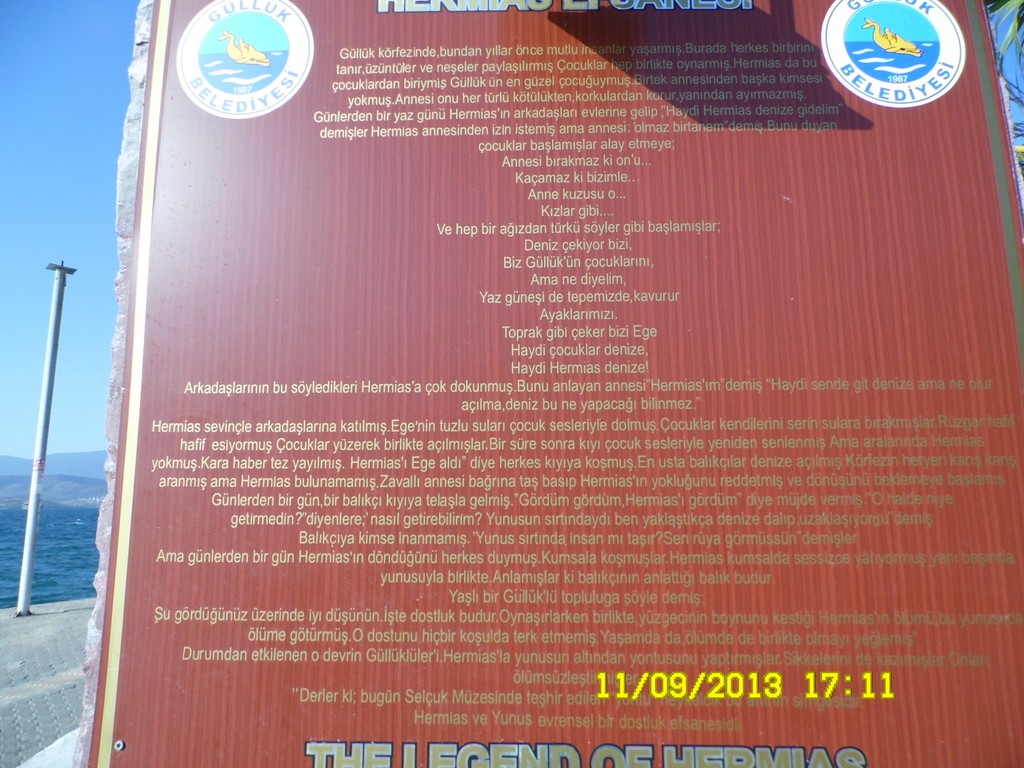 HERMİAS EFSANESİ
GÜLLÜK
BELEDİYESİ
1987
GÜLLÜK
BELEDİYESİ
1987
Güllük körfezinde,bundan yıllar önce mutlu insanlar yaşarmış.Burada herkes birbirini
tanır,üzüntüler ve neşeler paylaşılırmış Çocuklar hep birlikte oynarmış.Hermias da bu
çocuklardan biriymiş Güllük'ün en güzel çocuğuymuş.Birtek annesinden başka kimsesi
yokmuş.Annesi onu her türlü kötülükten,korkulardan korur,yanından ayırmazmış.
Günlerden bir yaz günü Hermias'ın arkadaşları evlerine gelip ,"Haydi Hermias denize gidelim"
demişler Hermias annesinden izin istemiş ama annesi; 'olmaz birtanem"demiş.Bunu duyan
çocuklar başlamışlar alay etmeye;
Annesi bırakmaz ki on'u...
Kaçamaz ki bizimle...
Anne kuzusu o...
Kızlar gibi....
Ve hep bir ağızdan türkü söyler gibi başlamışlar;
Deniz çekiyor bizi,
Biz Güllük'ün çocuklarını,
Ama ne diyelim,
Yaz güneşi de tepemizde,kavurur
Ayaklarımızı.
Toprak gibi çeker bizi Ege
Haydi çocuklar denize,
Haydi Hermias denize!
Arkadaşlarının bu söyledikleri Hermias'a çok dokunmuş.Bunu anlayan annesi"Hermias'ım"demiş "Haydi sende git denize ama ne olur
açılma,deniz bu ne yapacağı bilinmez."
Hermias sevinçle arkadaşlarına katılmış.Ege'nin tuzlu suları çocuk sesleriyle dolmuş,Çocuklar kendilerini serin sulara bırakmışlar.Rüzgar hafif
hafif esiyormuş Çocuklar yüzerek birlikte açılmışlar.Bir süre sonra kıyı çocuk sesleriyle yeniden senlenmiş Ama aralarında Hermias
yokmuş.Kara haber tez yayılmış. Hermias'ı Ege aldı" diye herkes kıyıya koşmuş.En usta balıkçılar denize açılmış Körfezin heryeri karış karış
aranmış ama Hermias bulunamamış.Zavallı annesi bağrına taş basıp Hermias'ın yokluğunu reddetmiş ve dönüşünü beklemeye başlamış
Günlerden bir gün,bir balıkçı kıyıya telaşla gelmiş."Gördüm gördüm,Hermias'ı gördüm" diye müjde vermiş."O halde niye
getirmedin?"diyenlere;' nasıl getirebilirim? Yunusun sırtındaydı ben yaklaştıkça denize dalıp,uzaklaşıyordu"demiş
Balıkçıya kimse inanmamış. 'Yunus sırtında insan mı taşır?Sen rüya görmüssün"demişler.
Ama günlerden bir gün Hermias'ın döndüğünü herkes duymuş.Kumsala koşmuşlar.Hermias kumsalda sessizce yatıyormuş yanı başında
yunusuyla birlikte.Anlamışlar ki balıkçının anlattığı balık budur.
Yaşlı bir Güllük'lü topluluga şöyle demiş;
Şu gördüğünüz üzerinde iyi düşünün.İşte dostluk budur.Oynaşırlarken birlikte,yüzgecinin boynunu kestiği Hermias'ın ölümü,bu yunusuda
ölüme götürmüş.O dostunu hiçbir koşulda terk etmemiş,Yaşamda da,ölümde de birlikte olmayı yeğlemiş"
Durumdan etkilenen o devrin Güllüklüler'i,Hermias'la yunusun altından yontusunu yaptırmışlar.Sikkelerini de kazımışlar.Onları
ölümsüzleştirmişler
"Derler ki; bugün Selçuk Müzesinde teşhir edilen
Hermias ve Yunus evrensel bir dostluk efsanesidir
THE LEGEND OF HERMIAS
11/09/2013 17:11